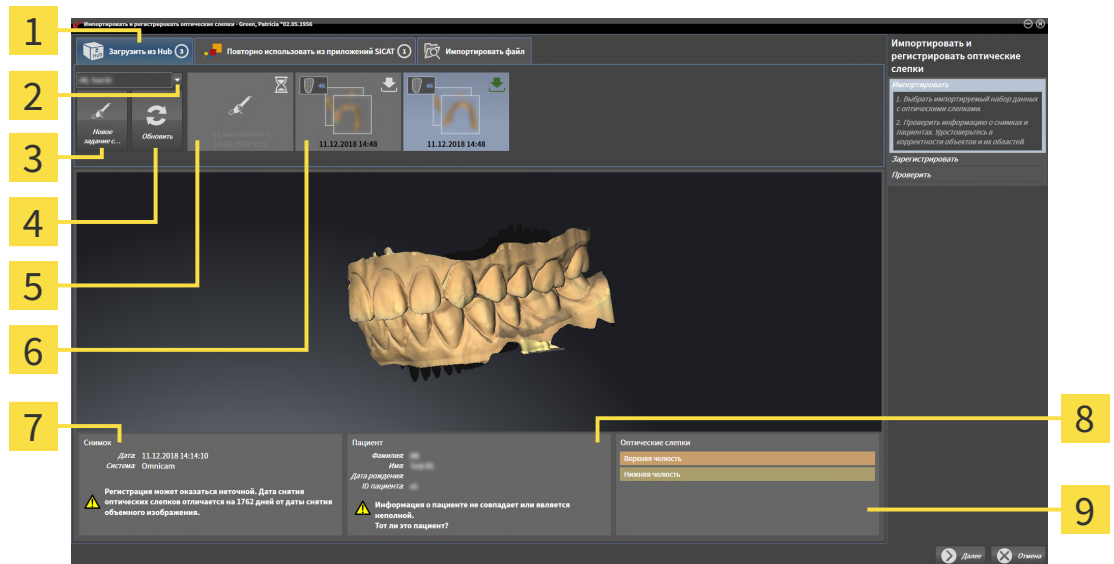 Импортировать и регистрировать оптические слепки - Green, Patricia *02.05.1956
1
Загрузить из Hub 3
Повторно использовать из приложений SICAT 1
Импортировать файл
Импортировать и
регистрировать оптические
слепки
Импортировать
1. Выбрать импортируемый набор данных
с оптическими слепками.
2. Проверить информацию о снимках и
пациентах. Удостоверьтесь в
корректности объектов и их областей.
Зарегистрировать
Проверить
2
3
Новое
задание с...
Обновить
46
11.12.2018 14:48
46
11.12.2018 14:48
4
5
6
7
Снимок
Дата: 11.12.2018 14:14:10
Система: Omnicam
Регистрация может оказаться неточной. Дата снятия
оптических слепков отличается на 1762 дней от даты снятия
объемного изображения.
Пациент
Фамилия:
Имя:
Дата рождения:
ID пациента:
Информация о пациенте не совпадает или является
неполной.
Тот ли это пациент?
8
Оптические слепки
Верхняя челюсть
Нижняя челюсть
9
Далее
Отмена